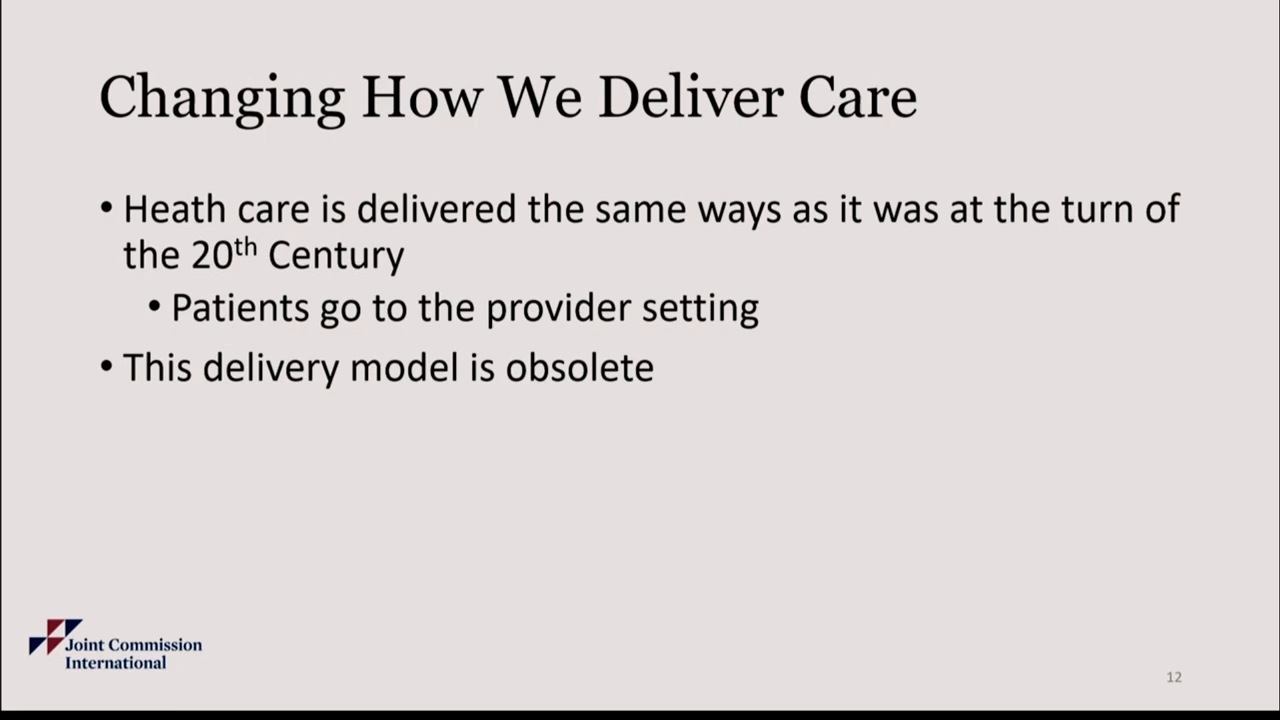 Changing How We Deliver Care
• Heath care is delivered the same ways as it was at the turn of
the 20th Century
• Patients go to the provider setting
• This delivery model is obsolete
Joint Commission
International
12